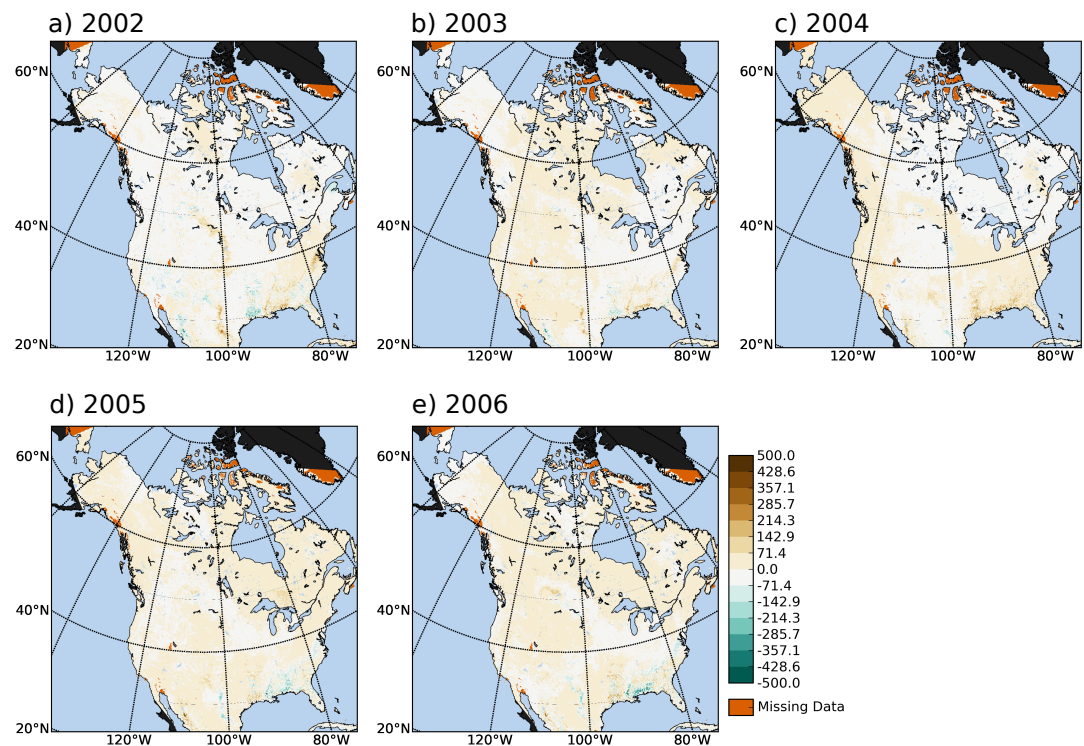 a) 2002
b) 2003
c) 2004
60°N
60°N
60°N
40°N
40°N
40°N
20°N
20°N
20°N
120°W
100°W
80°W
120°W
100°W
80°W
120°W
100°W
80°W
d) 2005
e) 2006
60°N
60°N
40°N
40°N
20°N
20°N
120°W
100°W
80°W
120°W
100°W
80°W
500.0
428.6
357.1
285.7
214.3
142.9
71.4
0.0
-71.4
-142.9
-214.3
-285.7
-357.1
-428.6
-500.0
Missing Data